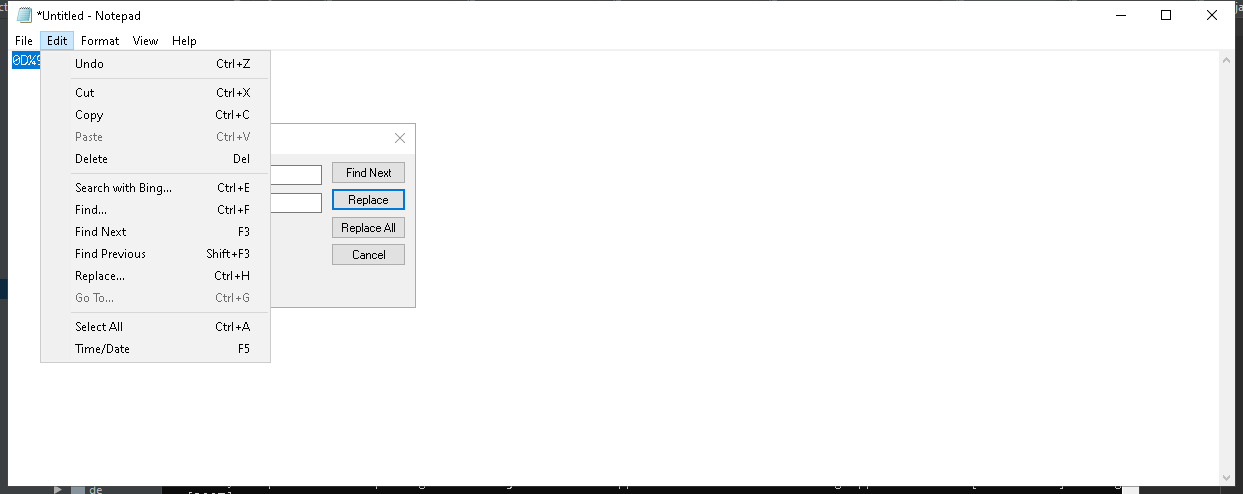 *Untitled - Notepad
File Edit Format View Help
Undo Ctrl+Z
Cut Ctrl+X
Copy Ctrl+C
Paste Ctrl+V
Delete Del
Search with Bing... Ctrl+E
Find... Ctrl+F
Find Next F3
Find Previous Shift+F3
Replace... Ctrl+H
Go To... Ctrl+G
Select All Ctrl+A
Time/Date F5
Find Next
Replace
Replace All
Cancel
de